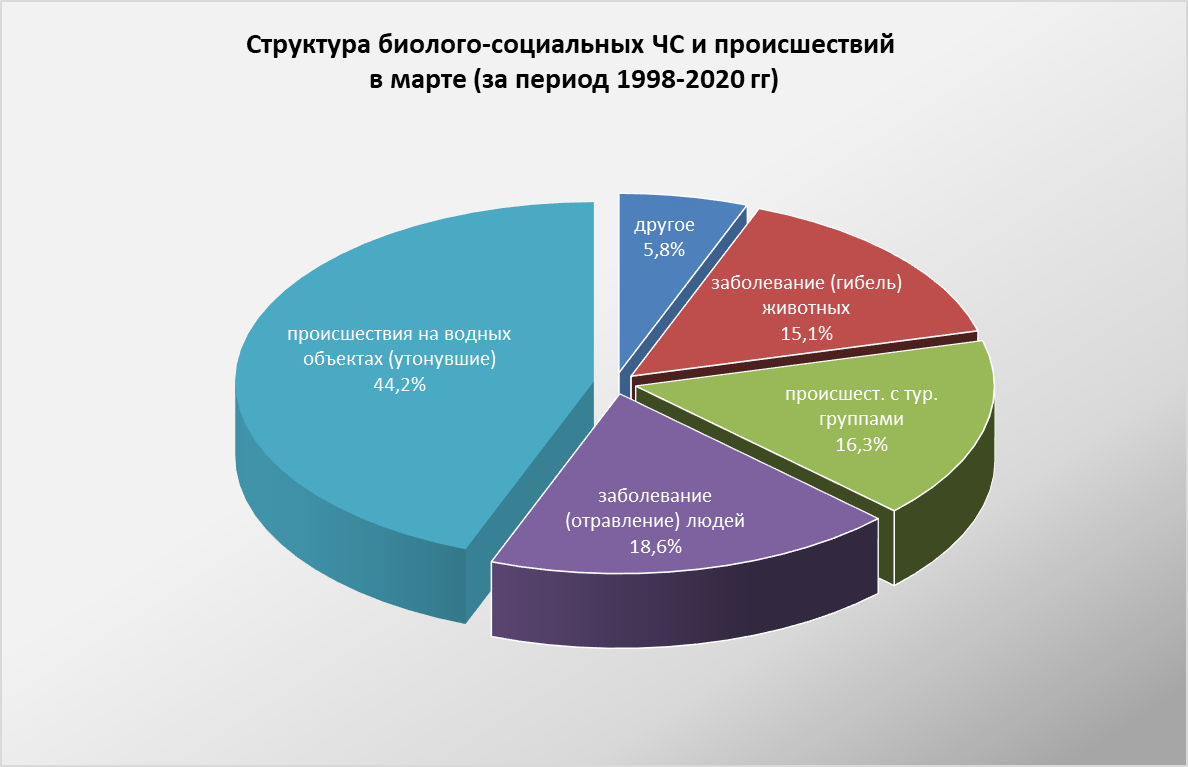 Структура биолого-социальных ЧС и происшествий
в марте (за период 1998-2020 гг)
другое
5,8%
заболевание (гибель)
животных
15,1%
происшест. с тур.
группами
16,3%
заболевание
(отравление) людей
18,6%
происшествия на водных
объектах (утонувшие)
44,2%